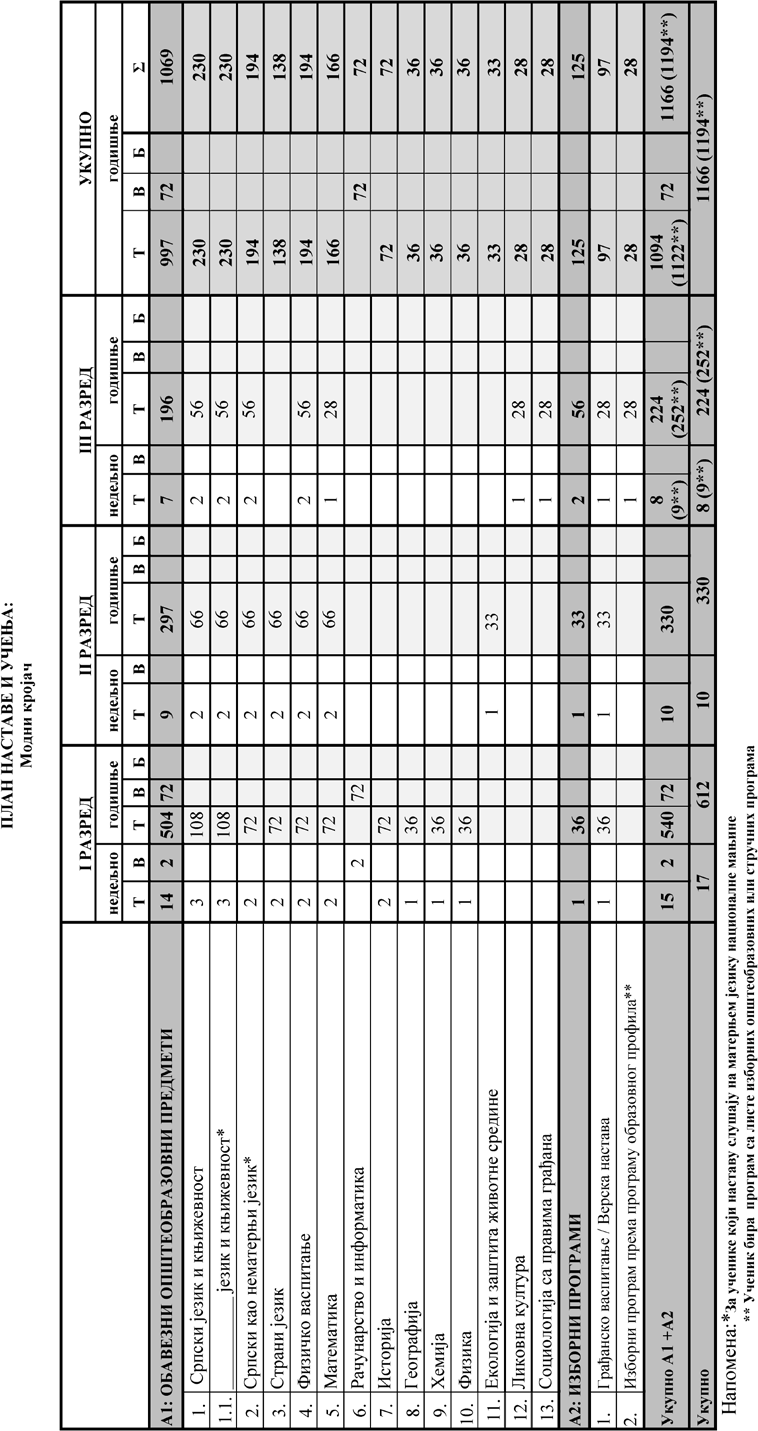 ПЛАН НАСТАВЕ И УЧЕЊА:
Модни кројач
I РАЗРЕД II РАЗРЕД III РАЗРЕД УКУПНО
недељно годишње недељно годишње недељно годишње годишње
Т В Т В Б Т В Т В Б Т В Т В Б Т В Б Σ
А1: ОБАВЕЗНИ ОПШТЕОБРАЗОВНИ ПРЕДМЕТИ 14 2 504 72 9 297 7 196 997 72 1069
1. Српски језик и књижевност 3 108 2 66 2 56 230 230
1.1. ________језик и књижевност* 3 108 2 66 2 56 230 230
2. Српски као нематерњи језик* 2 72 2 66 2 56 194 194
3. Страни језик 2 72 2 66 138 138
4. Физичко васпитање 2 72 2 66 2 56 194 194
5. Математика 2 72 2 66 1 28 166 166
6. Рачунарство и информатика 2 72 72 72
7. Историја 2 72 72 72
8. Географија 1 36 36 36
9. Хемија 1 36 36 36
10. Физика 1 36 36 36
11. Екологија и заштита животне средине 1 33 33 33
12. Ликовна култура 1 28 28 28
13. Социологија са правима грађана 1 28 28 28
А2: ИЗБОРНИ ПРОГРАМИ 1 36 1 33 2 56 125 125
1. Грађанско васпитање / Верска настава 1 36 1 33 1 28 97 97
2. Изборни програм према програму образовног профила** 1 28 28 28
Укупно А1 +А2 15 2 540 72 10 330 8 (9**) 224 (252**) 1094 (1122**) 72 1166 (1194**)
Укупно 17 612 10 330 8 (9**) 224 (252**) 1166 (1194**)
Напомена:*За ученике који наставу слушају на матерњем језику националне мањине
** Ученик бира програм са листе изборних општеобразовних или стручних програма